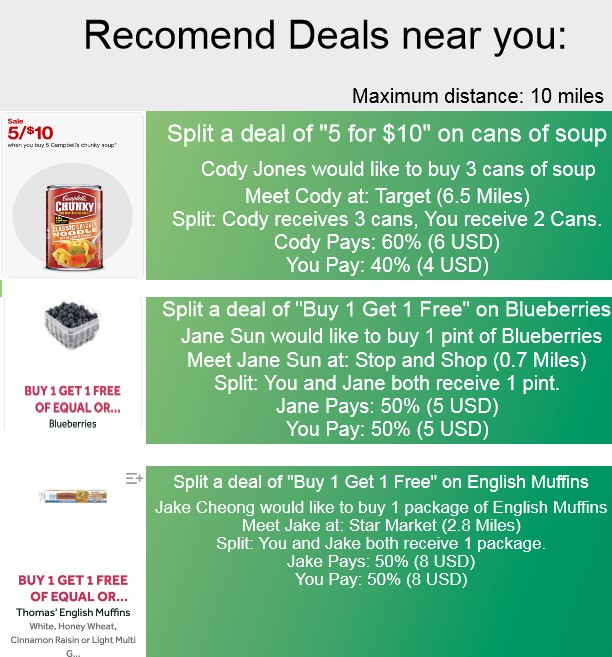 Recomend Deals near you:
Maximum distance: 10 miles
Sale
5/$10
when you buy 5 Campbell's chunky soup*
Campbell's
CHUNKY
CLASSIC CHICKEN
NOODLE
Split a deal of "5 for $10" on cans of soup
Cody Jones would like to buy 3 cans of soup
Meet Cody at: Target (6.5 Miles)
Split: Cody receives 3 cans, You receive 2 Cans.
Cody Pays: 60% (6 USD)
You Pay: 40% (4 USD)
BUY 1 GET 1 FREE
OF EQUAL OR...
Blueberries
Split a deal of "Buy 1 Get 1 Free" on Blueberries
Jane Sun would like to buy 1 pint of Blueberries
Meet Jane Sun at: Stop and Shop (0.7 Miles)
Split: You and Jane both receive 1 pint.
Jane Pays: 50% (5 USD)
You Pay: 50% (5 USD)
BUY 1 GET 1 FREE
OF EQUAL OR...
Thomas' English Muffins
White, Honey Wheat,
Cinnamon Raisin or Light Multi
G...
Split a deal of "Buy 1 Get 1 Free" on English Muffins
Jake Cheong would like to buy 1 package of English Muffins
Meet Jake at: Star Market (2.8 Miles)
Split: You and Jake both receive 1 package.
Jake Pays: 50% (8 USD)
You Pay: 50% (8 USD)